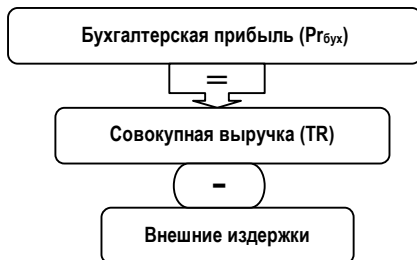 Бухгалтерская прибыль (Prбух)
=
Совокупная выручка (TR)
-
Внешние издержки